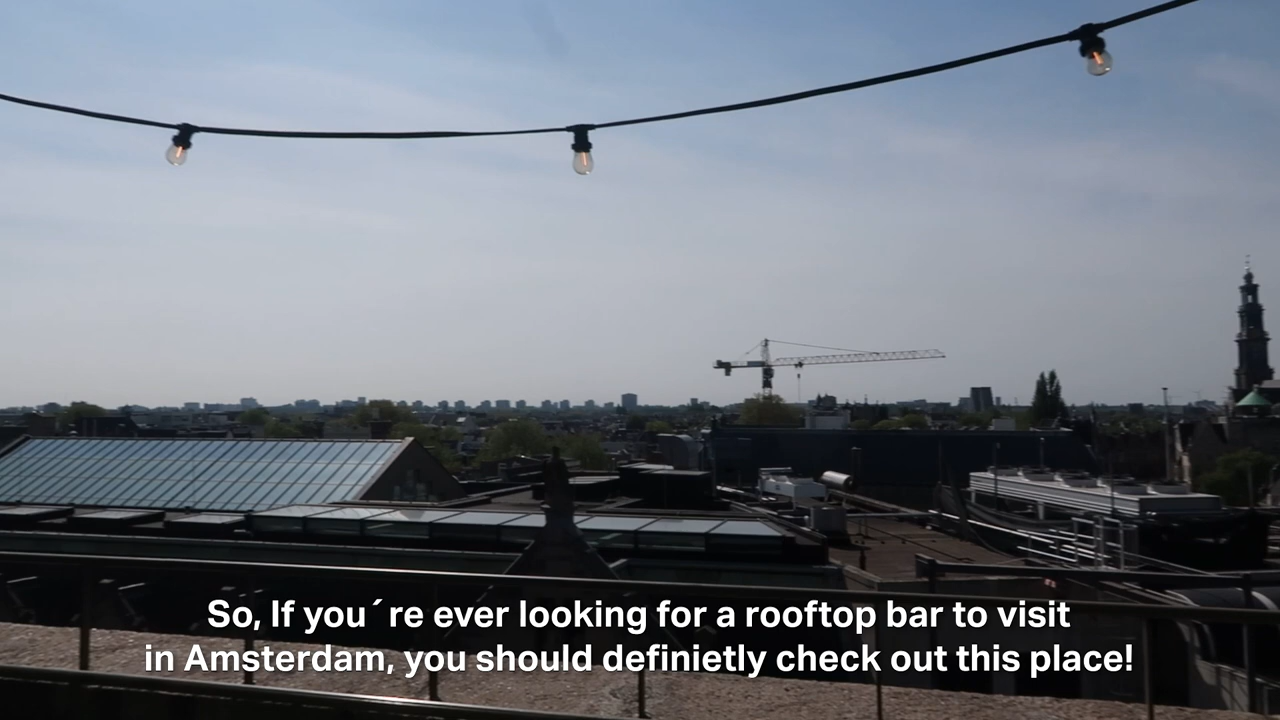 So, If you´re ever looking for a rooftop bar to visit
in Amsterdam, you should definietly check out this place!